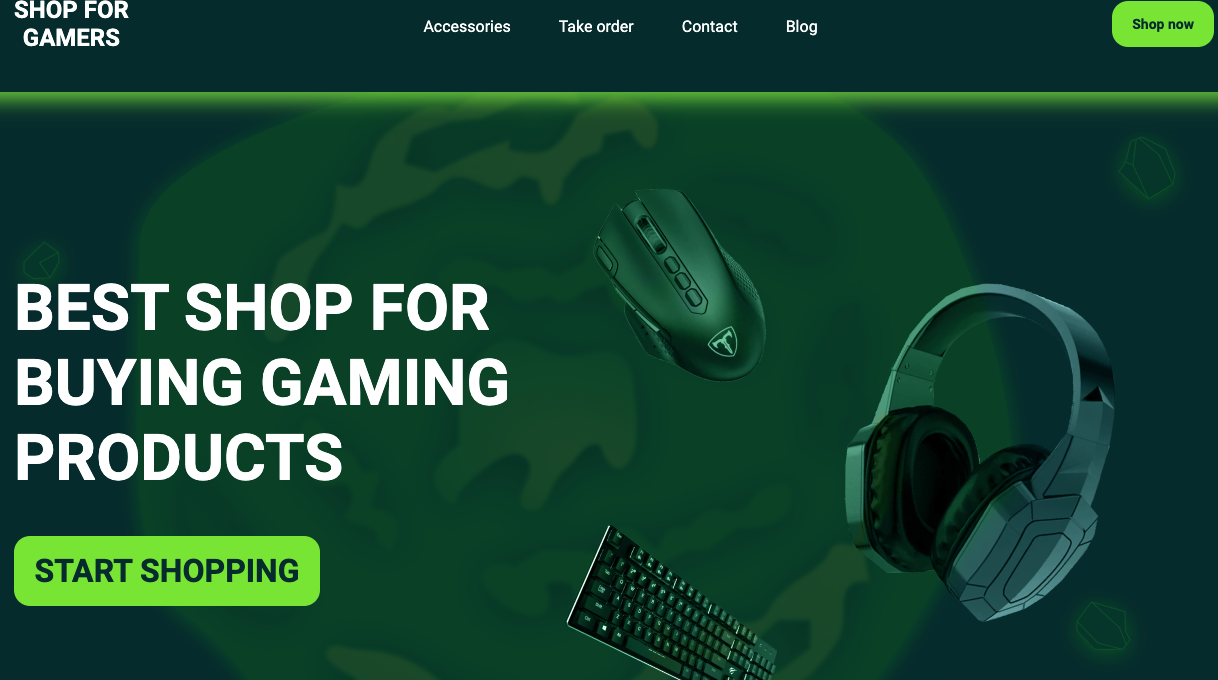 SHOP FOR
GAMERS
Accessories
Take order
Contact
Blog
Shop now
BEST SHOP FOR
BUYING GAMING
PRODUCTS
START SHOPPING